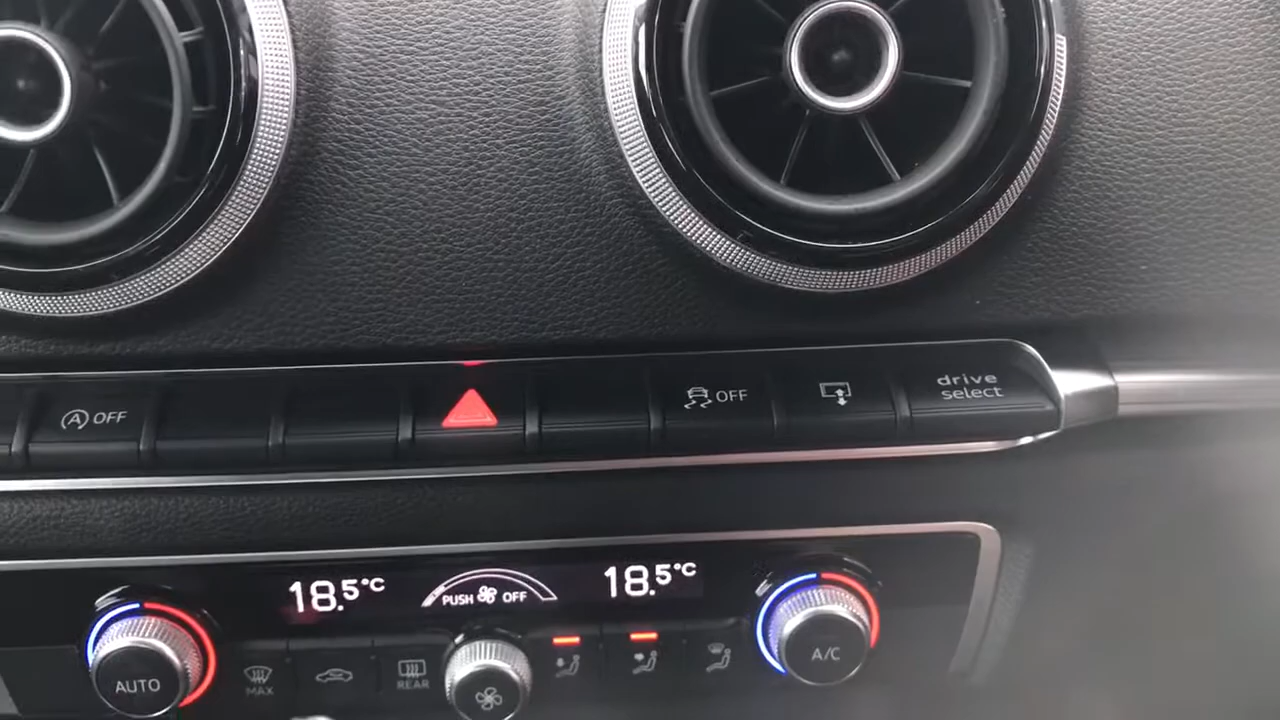 (A) OFF
OFF
drive
select
18.5°C
PUSH OFF
18.5°C
AUTO
MAX
REAR
A/C